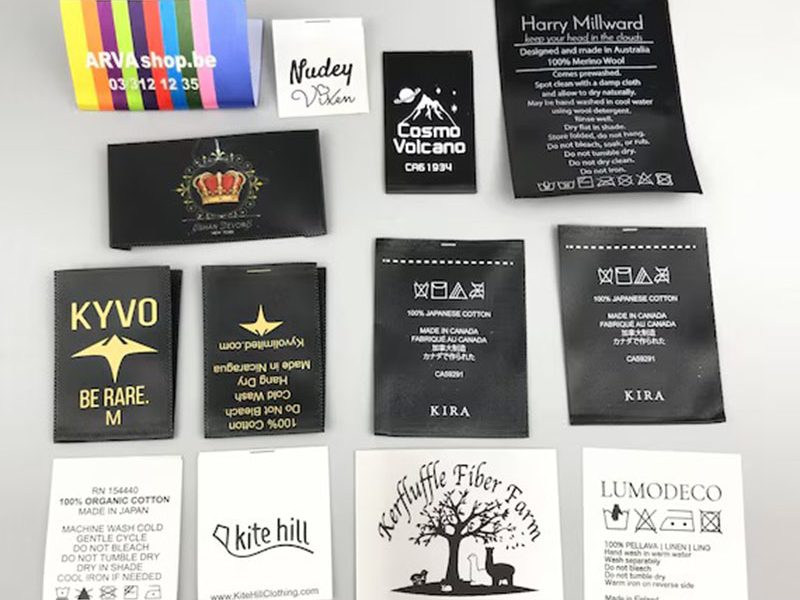 ARVAshop.be
03/312 12 35
Nudey
Vixen
Cosmo
Volcano
CA61934
Harry Millward
keep your head in the clouds
Designed and made in Australia
100% Merino Wool
Comes prewashed.
Spot clean with a damp cloth
and allow to dry naturally.
May be hand washed in cool water
using wool detergent.
Rinse well.
Dry flat in shade.
Store folded, do not hang.
Do not bleach, soak, or rub.
Do not tumble dry.
Do not dry clean.
Do not iron.
NEW YORK
KYVO
BE RARE.
M
100% Cotton
Do Not Bleach
Cold Wash
Hang Dry
Made in Nicaragua
Kyvolimited.com
100% JAPANESE COTTON
MADE IN CANADA
FABRIQUÉ AU CANADA
加拿大制造
カナダで作られた
CA59291
KIRA
100% JAPANESE COTTON
MADE IN CANADA
FABRIQUÉ AU CANADA
加拿大制造
カナダで作られた
CA59291
KIRA
RN 154440
100% ORGANIC COTTON
MADE IN JAPAN
MACHINE WASH COLD
GENTLE CYCLE
DO NOT BLEACH
DO NOT TUMBLE DRY
DRY IN SHADE
COOL IRON IF NEEDED
kite hill
www.KiteHillClothing.com
Kerfluffle Fiber Farm
LUMODECO
100% PELLAVA | LINEN | LING
Hand wash in warm water
Wash separately
Do not bleach
Do not tumble dry
Warm iron on reverse side
Made in Finland